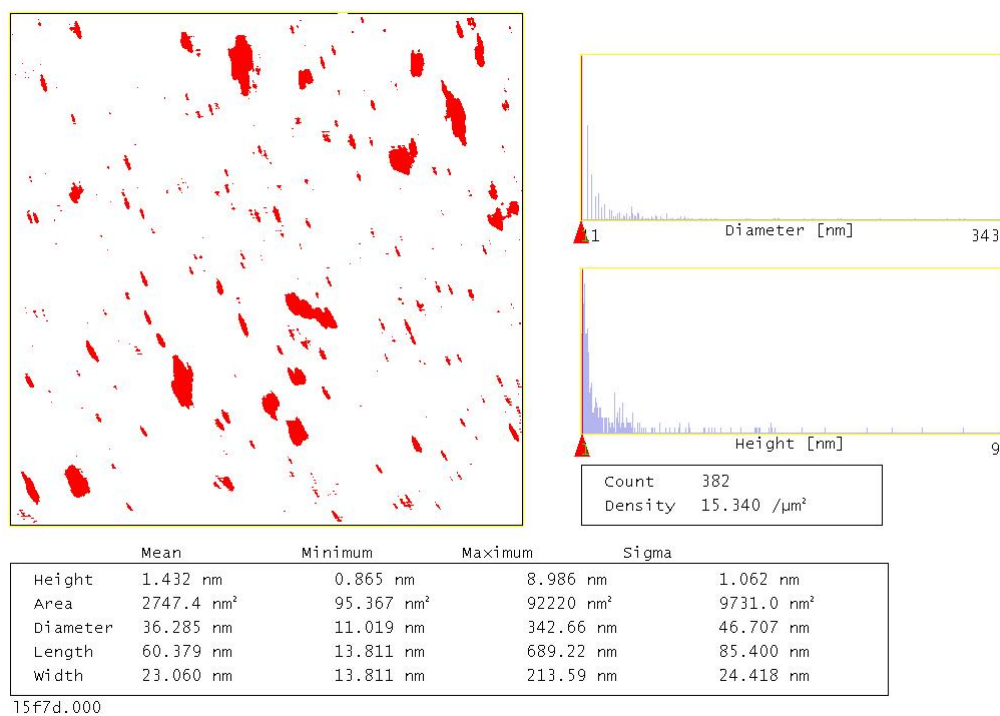 1 Diameter [nm] 343
Height [nm] 9
Count 382
Density 15.340 /µm²
Mean Minimum Maximum Sigma
Height 1.432 nm 0.865 nm 8.986 nm 1.062 nm
Area 2747.4 nm² 95.367 nm² 92220 nm² 9731.0 nm²
Diameter 36.285 nm 11.019 nm 342.66 nm 46.707 nm
Length 60.379 nm 13.811 nm 689.22 nm 85.400 nm
Width 23.060 nm 13.811 nm 213.59 nm 24.418 nm
15f7d.000